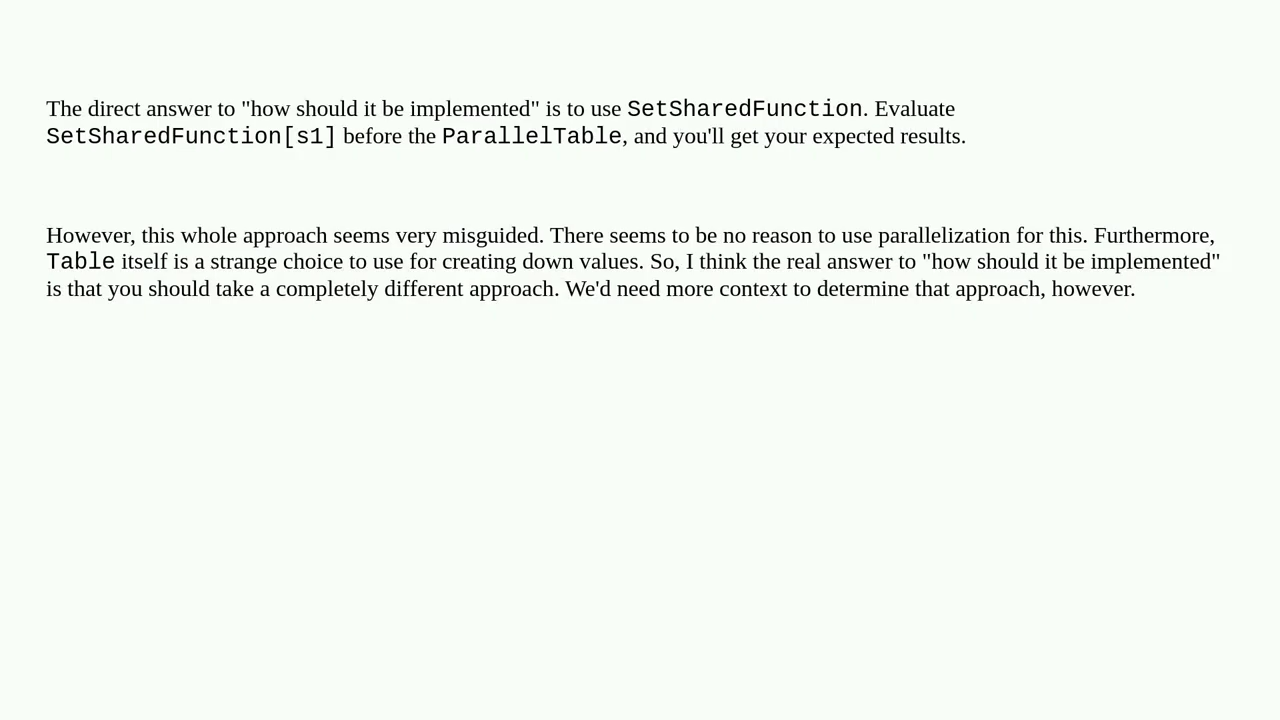 The direct answer to "how should it be implemented" is to use SetSharedFunction. Evaluate
SetSharedFunction[s1] before the ParallelTable, and you'll get your expected results.
However, this whole approach seems very misguided. There seems to be no reason to use parallelization for this. Furthermore,
Table itself is a strange choice to use for creating down values. So, I think the real answer to "how should it be implemented"
is that you should take a completely different approach. We'd need more context to determine that approach, however.